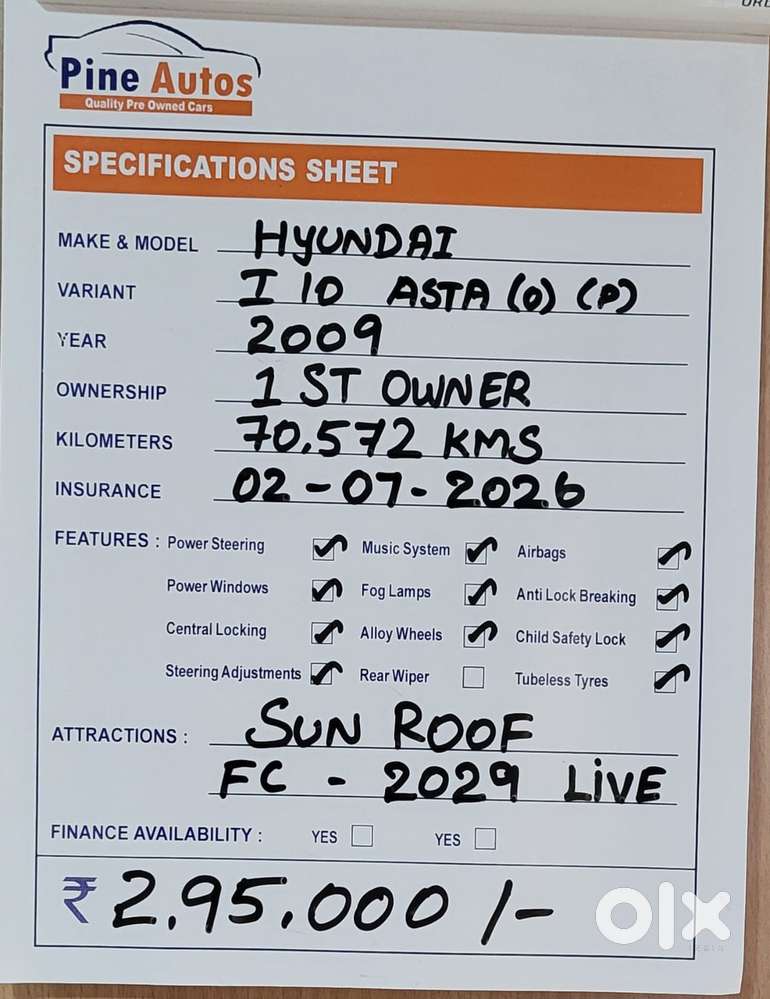 Pine Autos
Quality Pre Owned Cars
SPECIFICATIONS SHEET
MAKE & MODEL HYUNDAI
VARIANT I 10 ASTA (O) (P)
YEAR 2009
OWNERSHIP 1 ST OWNER
KILOMETERS 70.572 KMS
INSURANCE 02-07-2026
FEATURES : Power Steering Music System Airbags
Power Windows Fog Lamps Anti Lock Breaking
Central Locking Alloy Wheels Child Safety Lock
Steering Adjustments Rear Wiper Tubeless Tyres
ATTRACTIONS : SUN ROOF
FC - 2029 LIVE
FINANCE AVAILABILITY : YES YES
₹ 2.95.000 /-
olx